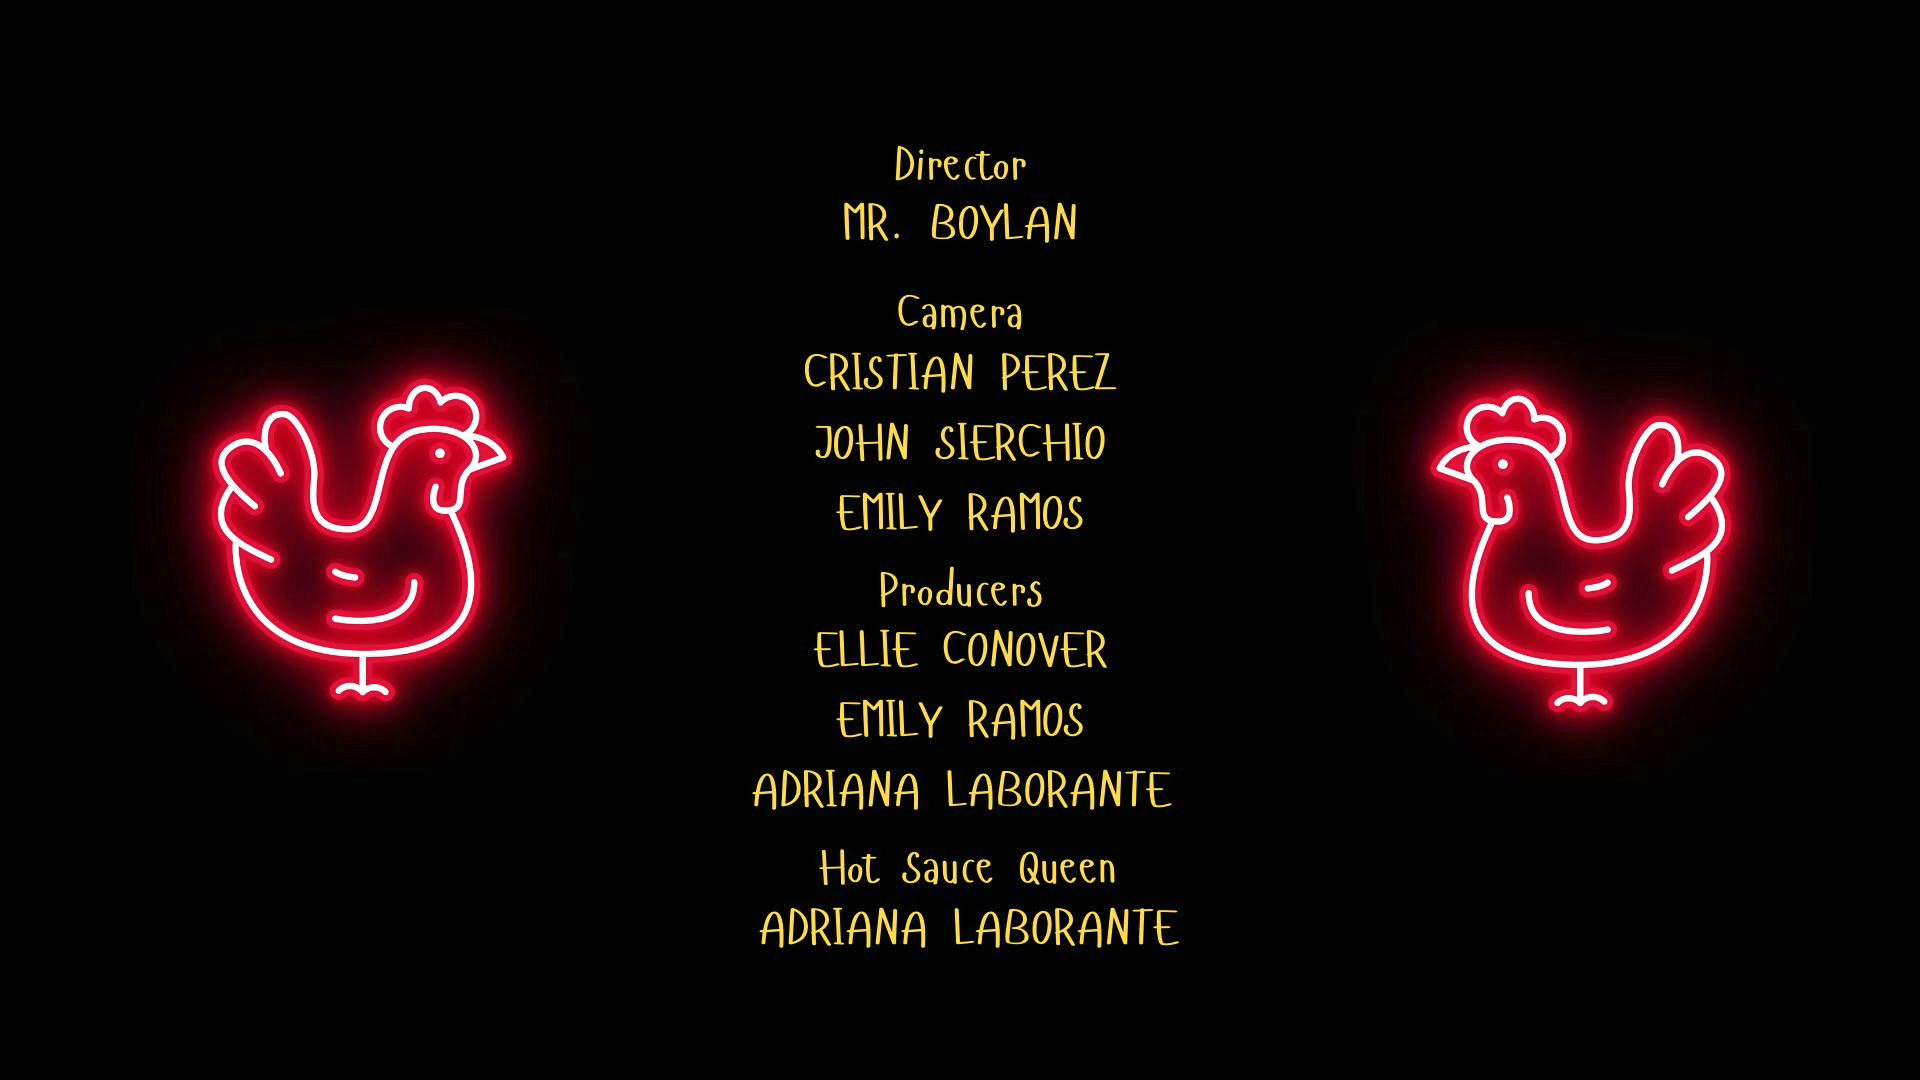 Director
MR. BOYLAN
Camera
CRISTIAN PEREZ
JOHN SIERCHIO
EMILY RAMOS
Producers
ELLIE CONOVER
EMILY RAMOS
ADRIANA LABORANTE
Hot Sauce Queen
ADRIANA LABORANTE